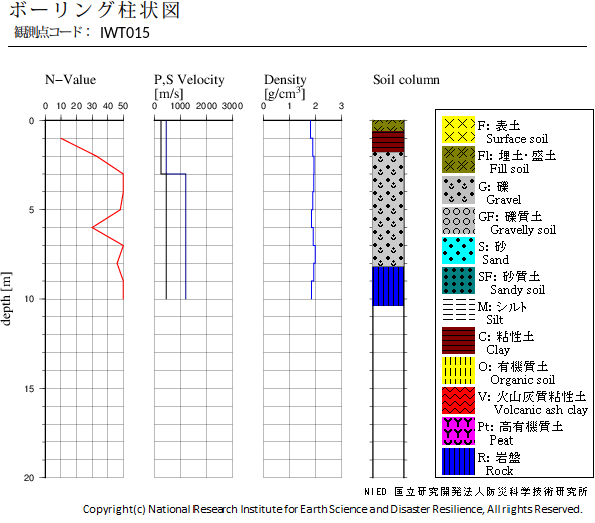 ボーリング柱状図
観測点コード： IWT015
N−Value
P,S Velocity
[m/s]
Density
[g/cm3]
Soil column
0 10 20 30 40 50
0 1000 2000 3000
0 1 2 3
0
5
10
15
20
depth [m]
F: 表土
Surface soil
Fl: 埋土・盛土
Fill soil
G: 礫
Gravel
GF: 礫質土
Gravelly soil
S: 砂
Sand
SF: 砂質土
Sandy soil
M: シルト
Silt
C: 粘性土
Clay
O: 有機質土
Organic soil
V: 火山灰質粘性土
Volcanic ash clay
Pt: 高有機質土
Peat
R: 岩盤
Rock
NIED 国立研究開発法人防災科学技術研究所
Copyright(c) National Research Institute for Earth Science and Disaster Resilience, All rights Reserved.